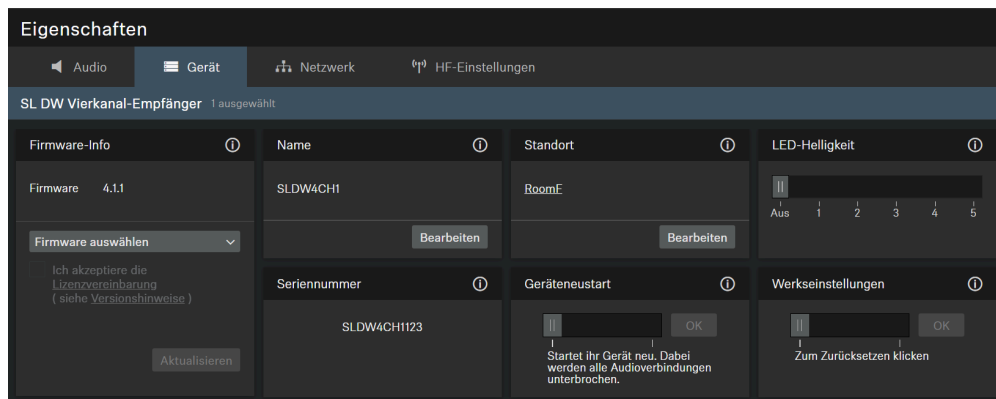 Eigenschaften
Audio
Gerät
Netzwerk
HF-Einstellungen
SL DW Vierkanal-Empfänger 1 ausgewählt
Firmware-Info
Firmware 4.1.1
Firmware auswählen
Ich akzeptiere die
Lizenzvereinbarung
( siehe Versionshinweise )
Aktualisieren
Name
SLDW4CH1
Bearbeiten
Standort
RoomF
Bearbeiten
LED-Helligkeit
Aus 1 2 3 4 5
Seriennummer
SLDW4CH1123
Geräteneustart
OK
Startet ihr Gerät neu. Dabei
werden alle Audioverbindungen
unterbrochen.
Werkseinstellungen
OK
Zum Zurücksetzen klicken